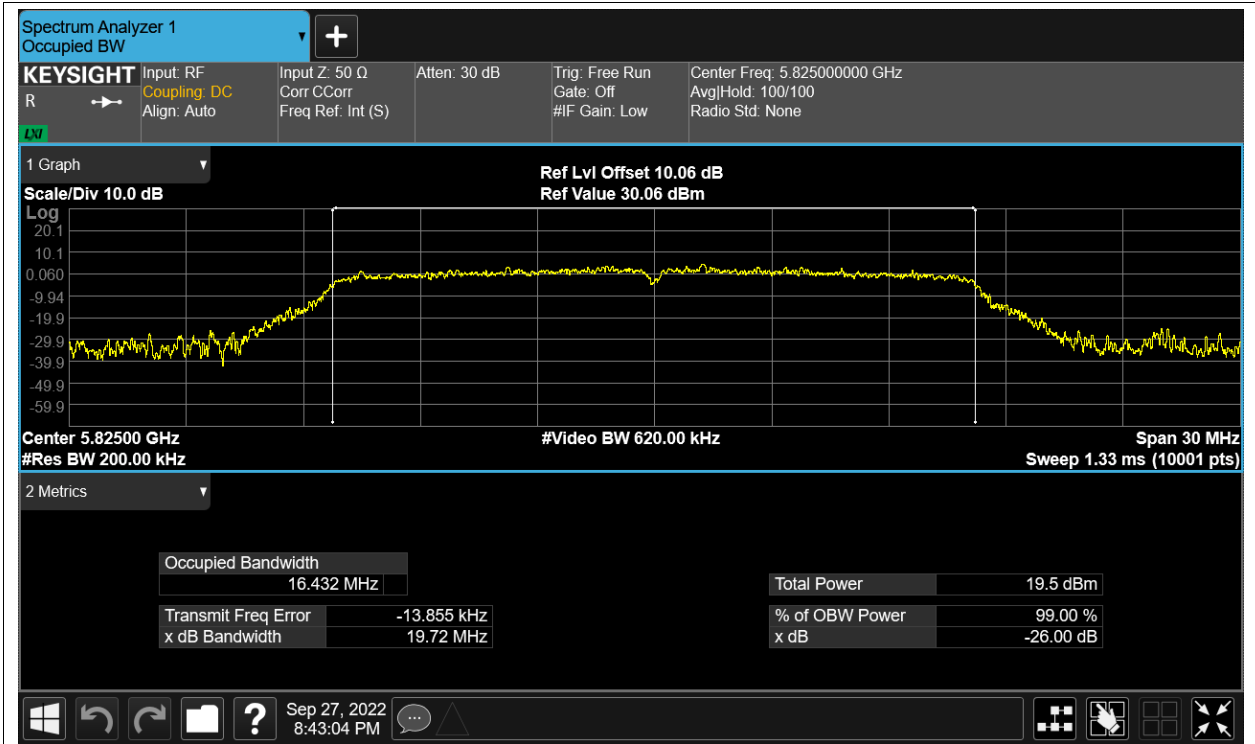 Spectrum Analyzer 1
Occupied BW
+
KEYSIGHT
R
LXI
Input: RF
Coupling: DC
Align: Auto
Input Z: 50 Ω
Corr CCorr
Freq Ref: Int (S)
Atten: 30 dB
Trig: Free Run
Gate: Off
#IF Gain: Low
Center Freq: 5.825000000 GHz
Avg|Hold: 100/100
Radio Std: None
1 Graph
Scale/Div 10.0 dB
Ref Lvl Offset 10.06 dB
Ref Value 30.06 dBm
Log
20.1
10.1
0.060
-9.94
-19.9
-29.9
-39.9
-49.9
-59.9
Center 5.82500 GHz
#Video BW 620.00 kHz
Span 30 MHz
#Res BW 200.00 kHz
Sweep 1.33 ms (10001 pts)
2 Metrics
Occupied Bandwidth
16.432 MHz
Total Power 19.5 dBm
Transmit Freq Error -13.855 kHz
% of OBW Power 99.00 %
x dB Bandwidth 19.72 MHz
x dB -26.00 dB
?
Sep 27, 2022
8:43:04 PM